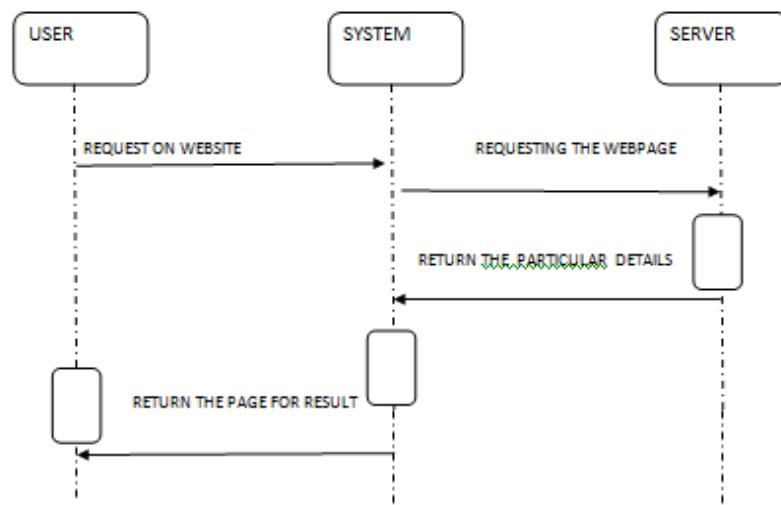 USER
SYSTEM
SERVER
REQUEST ON WEBSITE
REQUESTING THE WEBPAGE
RETURN THE PARTICULAR DETAILS
RETURN THE PAGE FOR RESULT